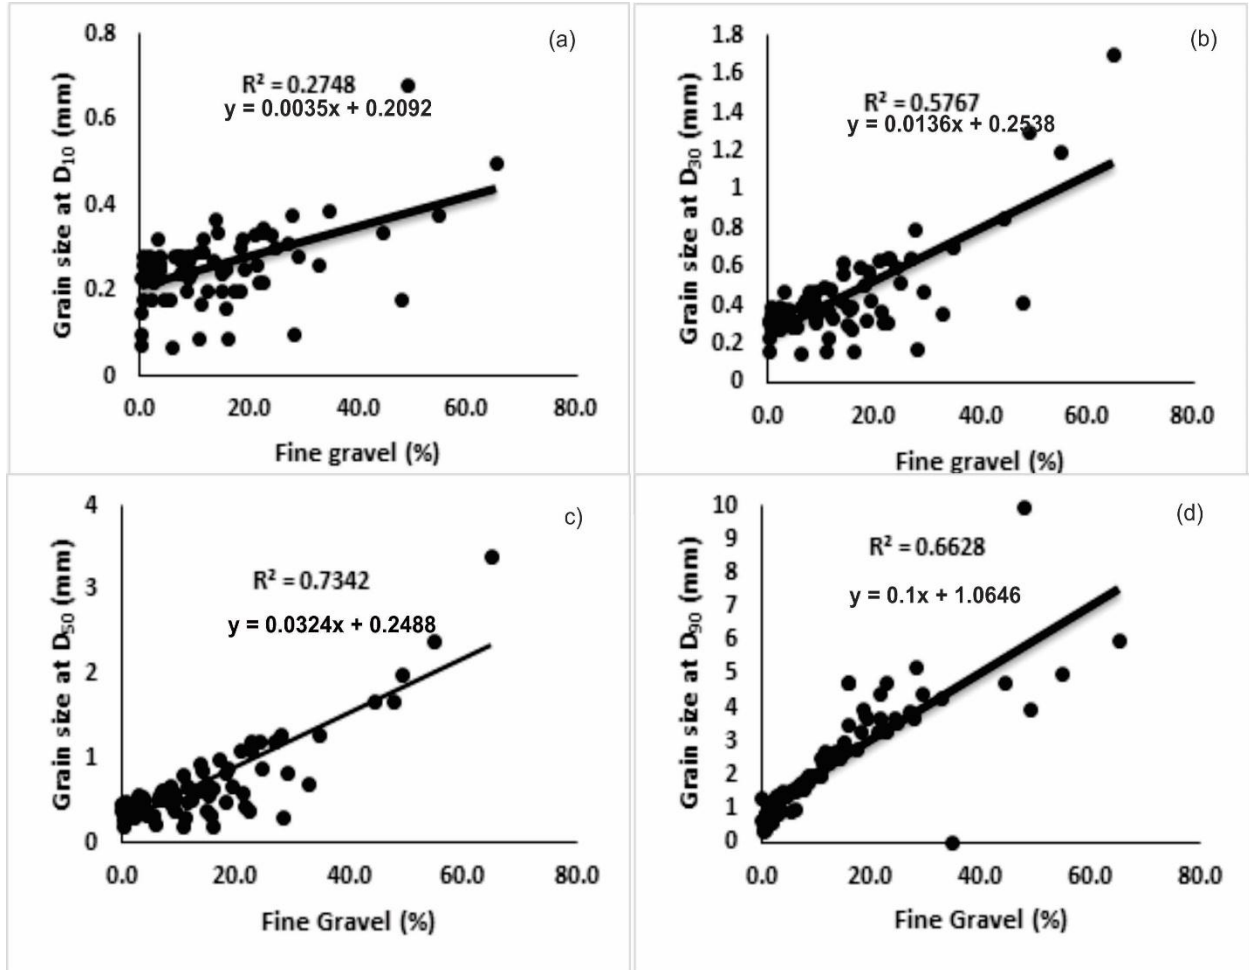 (a)
Grain size at D10 (mm)
0.8
0.6
0.4
0.2
0
R² = 0.2748
y = 0.0035x + 0.2092
0.0 20.0 40.0 60.0 80.0
Fine gravel (%)
(b)
Grain size at D30 (mm)
1.8
1.6
1.4
1.2
1
0.8
0.6
0.4
0.2
0
R² = 0.5767
y = 0.0136x + 0.2538
0.0 20.0 40.0 60.0 80.0
Fine gravel (%)
c)
Grain size at D50 (mm)
4
3
2
1
0
R² = 0.7342
y = 0.0324x + 0.2488
0.0 20.0 40.0 60.0 80.0
Fine Gravel (%)
(d)
Grain size at D90 (mm)
10
9
8
7
6
5
4
3
2
1
0
R² = 0.6628
y = 0.1x + 1.0646
0.0 20.0 40.0 60.0 80.0
Fine Gravel (%)